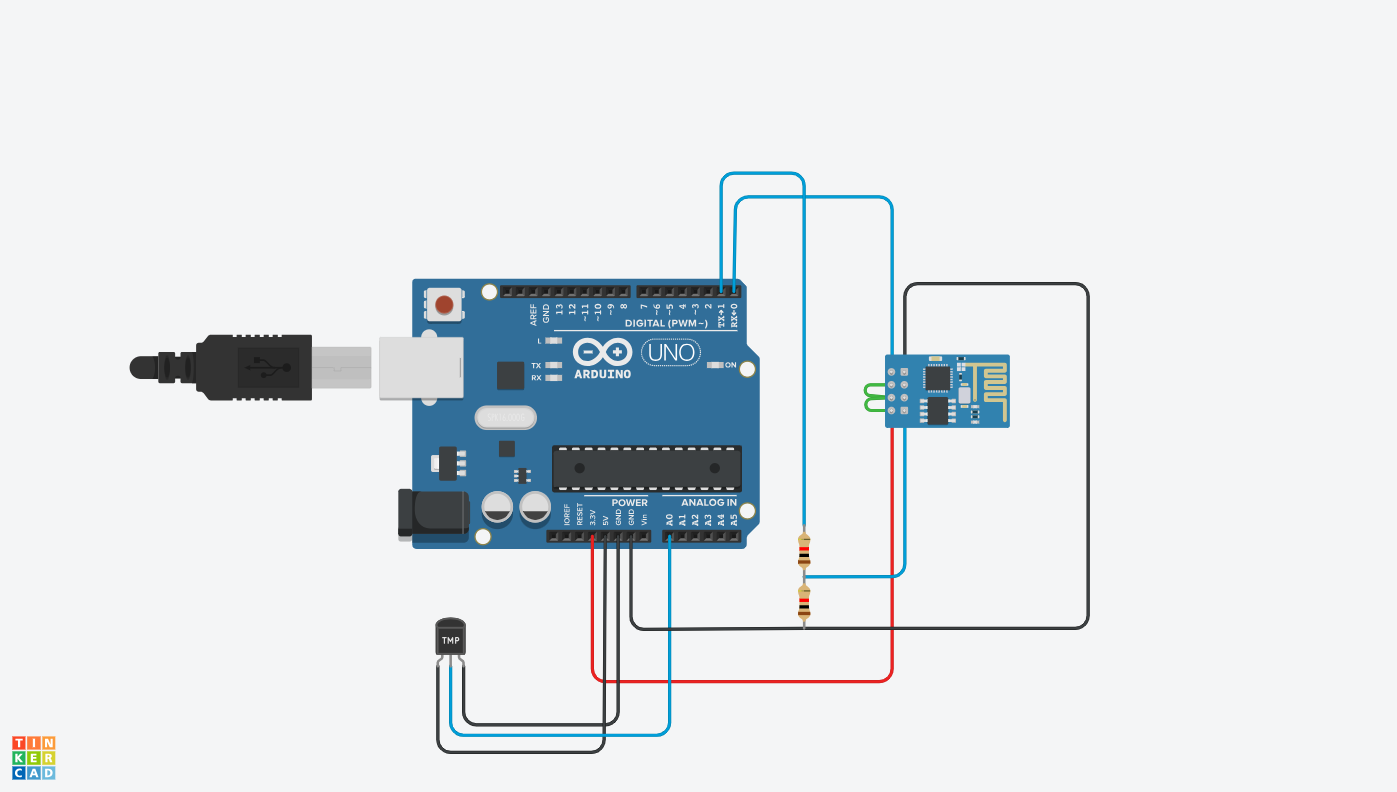 AREF
GND
13
12
~11
~10
~9
8
7
~6
~5
4
~3
2
TX→1
RX←0
DIGITAL (PWM~)
L
TX
RX
UNO
ON
ARDUINO
POWER
ANALOG IN
IOREF
RESET
3.3V
5V
GND
GND
Vin
A0
A1
A2
A3
A4
A5
TMP
TIN
KER
CAD